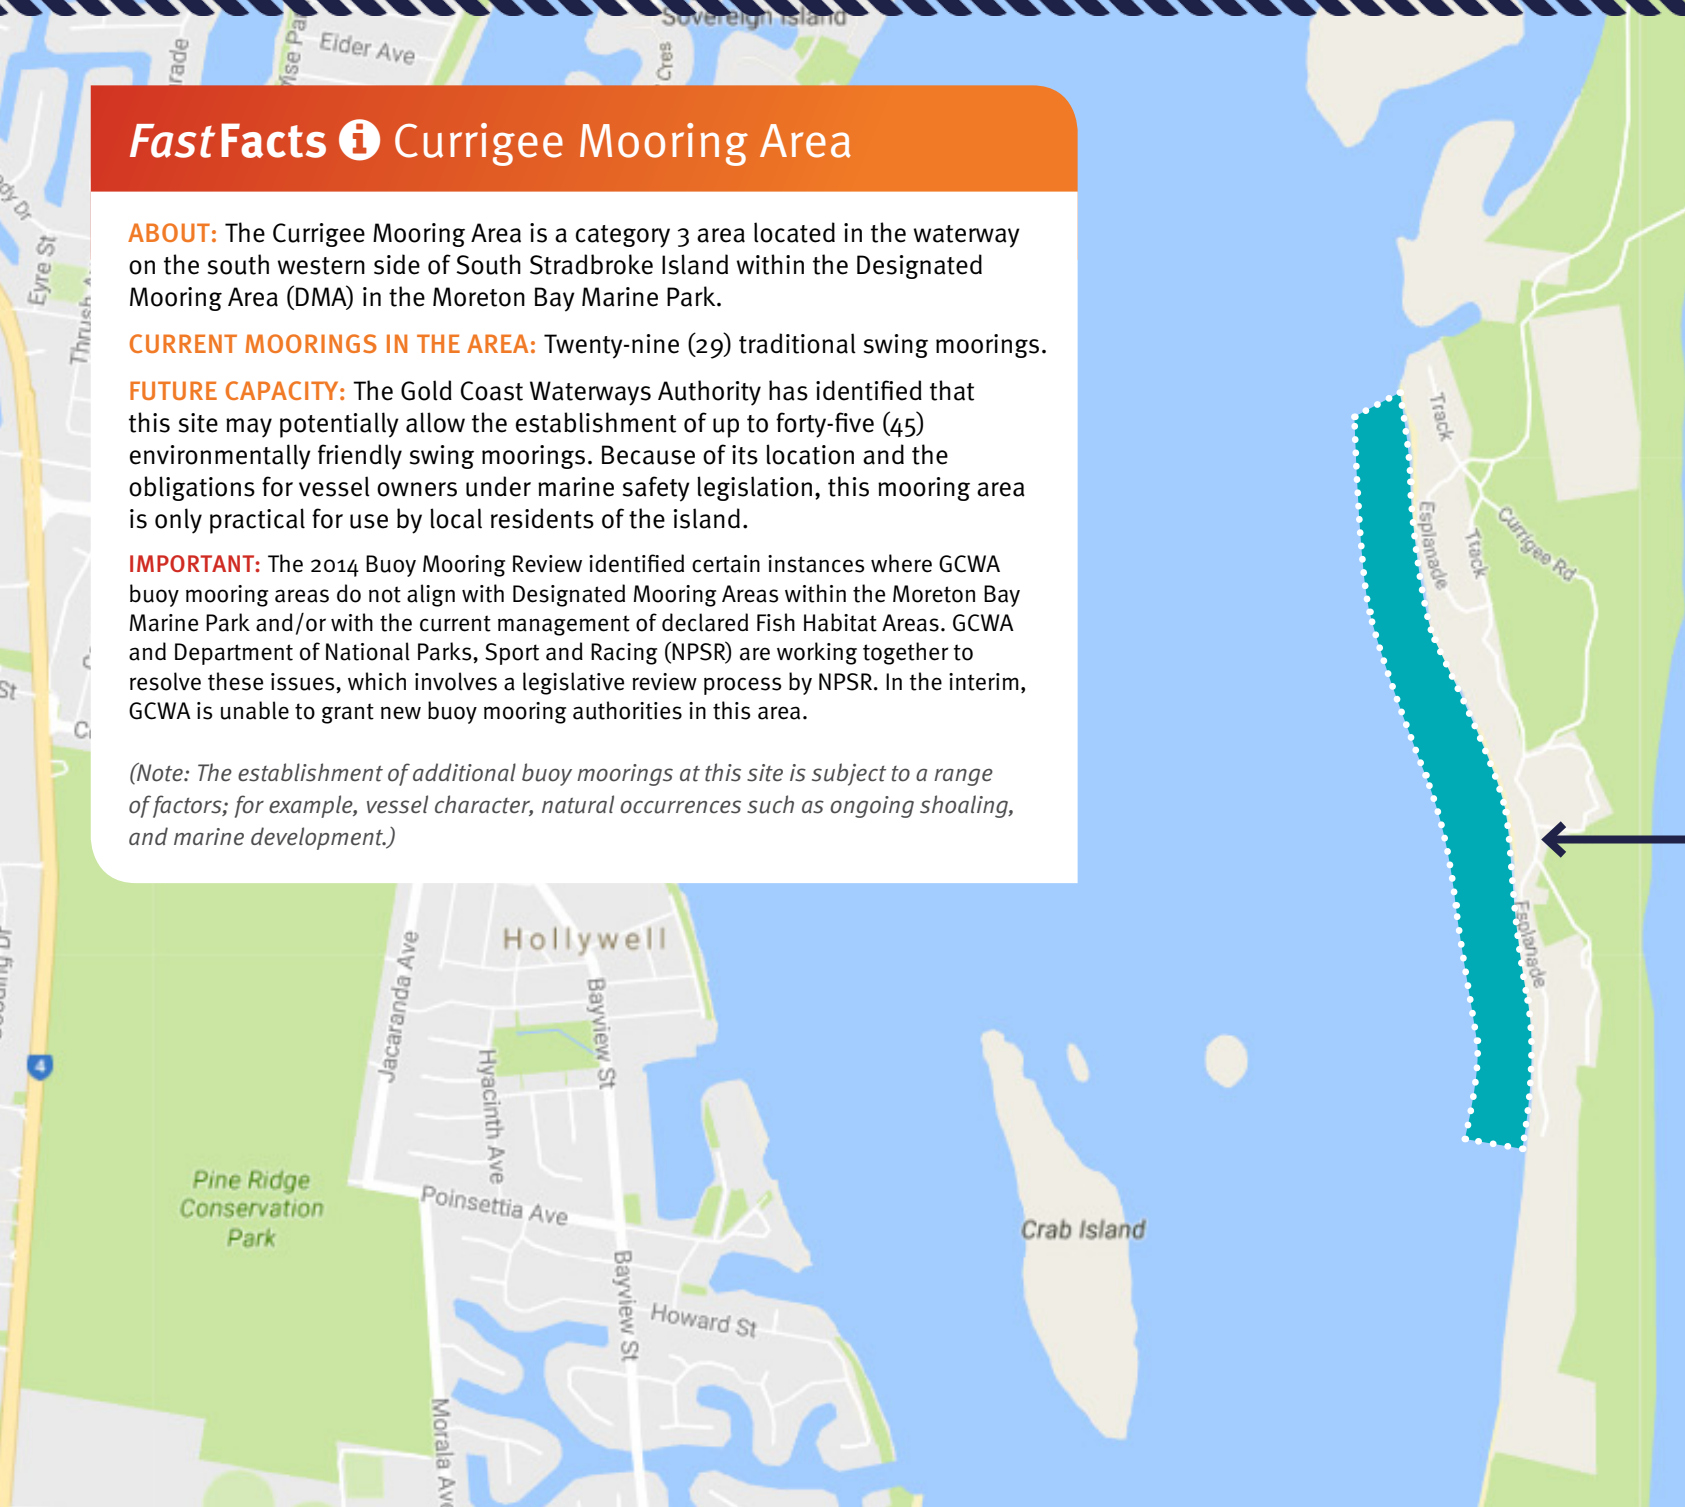 Sovereign Island
Elder Ave
Cres
FastFacts i Currigee Mooring Area
ABOUT: The Currigee Mooring Area is a category 3 area located in the waterway
on the south western side of South Stradbroke Island within the Designated
Mooring Area (DMA) in the Moreton Bay Marine Park.
CURRENT MOORINGS IN THE AREA: Twenty-nine (29) traditional swing moorings.
FUTURE CAPACITY: The Gold Coast Waterways Authority has identified that
this site may potentially allow the establishment of up to forty-five (45)
environmentally friendly swing moorings. Because of its location and the
obligations for vessel owners under marine safety legislation, this mooring area
is only practical for use by local residents of the island.
IMPORTANT: The 2014 Buoy Mooring Review identified certain instances where GCWA
buoy mooring areas do not align with Designated Mooring Areas within the Moreton Bay
Marine Park and/or with the current management of declared Fish Habitat Areas. GCWA
and Department of National Parks, Sport and Racing (NPSR) are working together to
resolve these issues, which involves a legislative review process by NPSR. In the interim,
GCWA is unable to grant new buoy mooring authorities in this area.
(Note: The establishment of additional buoy moorings at this site is subject to a range
of factors; for example, vessel character, natural occurrences such as ongoing shoaling,
and marine development.)
Eyre St
St
Track
Esplanade
Track
Currigee Rd
Esplanade
Hollywell
Jacaranda Ave
Bayview St
Hyacinth Ave
4
Pine Ridge
Conservation
Park
Poinsettia Ave
Crab Island
Bayview St
Howard St
Morala Av